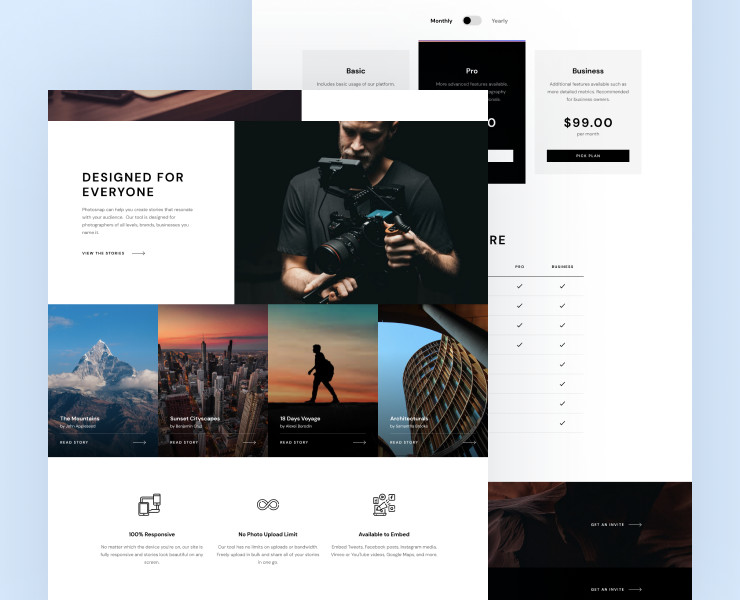 Monthly
Yearly
Basic
Includes basic usage of our platform.
Pro
More advanced features available.
Business
Additional features available such as
more detailed metrics. Recommended
for business owners.
$99.00
per month
PICK PLAN
DESIGNED FOR
EVERYONE
Photosnap can help you create stories that resonate
with your audience. Our tool is designed for
photographers of all levels, brands, businesses you
name it.
VIEW THE STORIES
RE
PRO
BUSINESS
The Mountains
by John Appleseed
READ STORY
Sunset Cityscapes
by Benjamin Cruz
READ STORY
18 Days Voyage
by Alexei Borodin
READ STORY
Architecturals
by Samantha Brooke
READ STORY
100% Responsive
No matter which the device you're on, our site is
fully responsive and stories look beautiful on any
screen.
No Photo Upload Limit
Our tool has no limits on uploads or bandwidth.
Freely upload in bulk and share all of your stories
in one go.
Available to Embed
Embed Tweets, Facebook posts, Instagram media,
Vimeo or YouTube videos, Google Maps, and more.
GET AN INVITE
GET AN INVITE